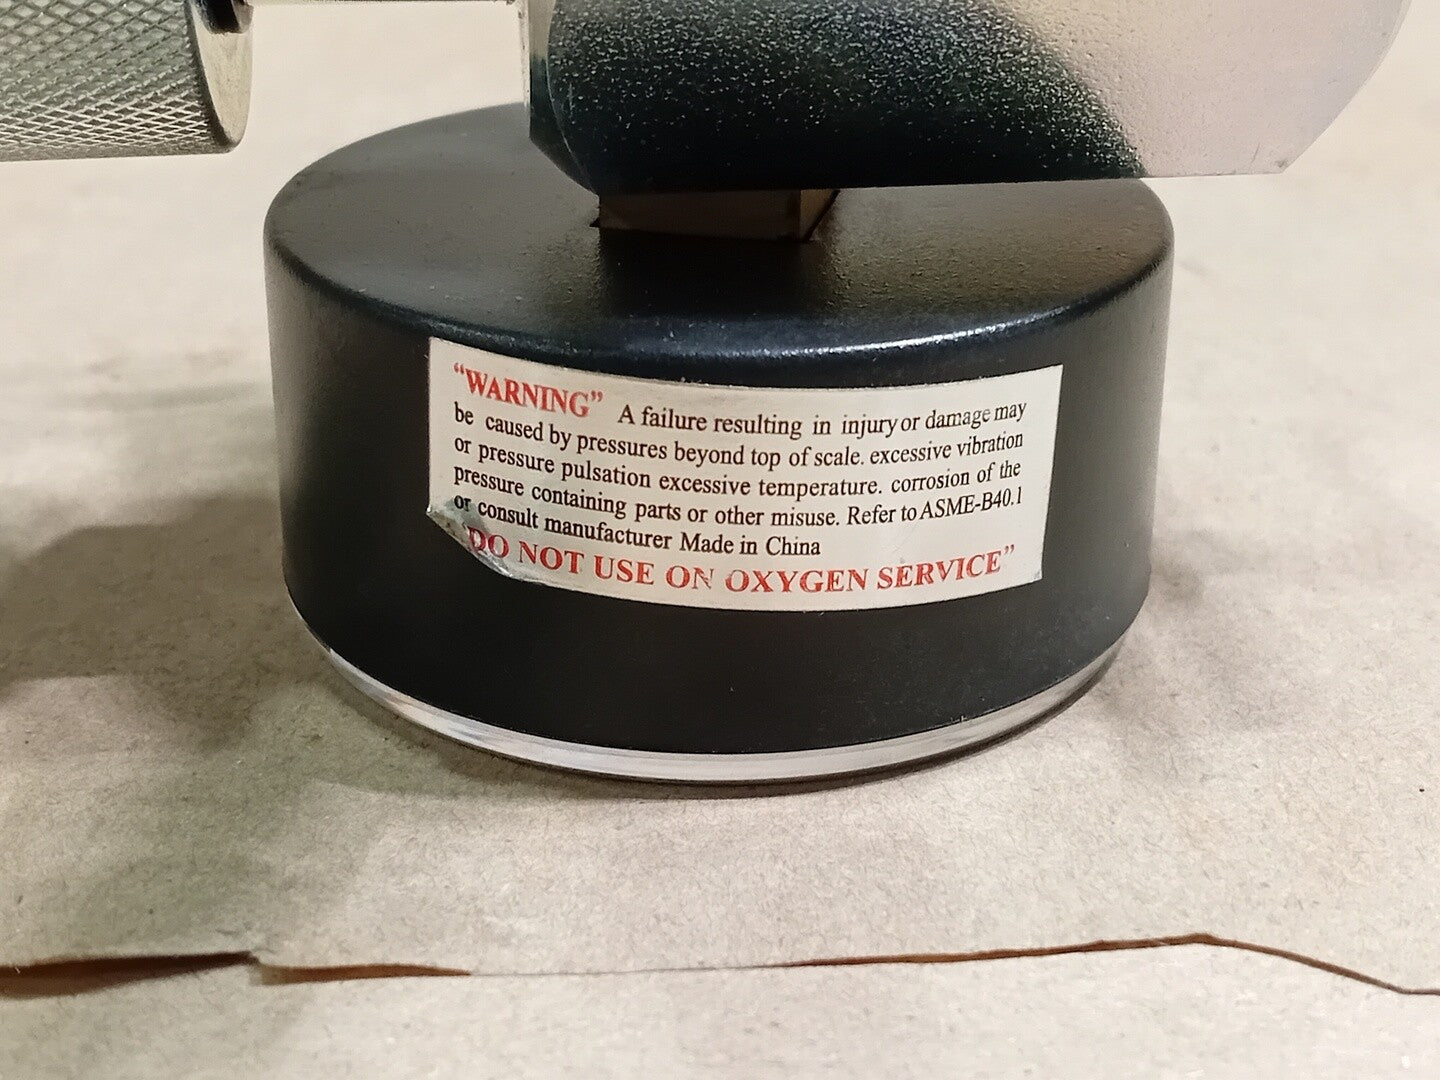 “WARNING” A failure resulting in injury or damage may
be caused by pressures beyond top of scale. excessive vibration
or pressure pulsation excessive temperature. corrosion of the
pressure containing parts or other misuse. Refer to ASME-B40.1
or consult manufacturer Made in China
“DO NOT USE ON OXYGEN SERVICE”